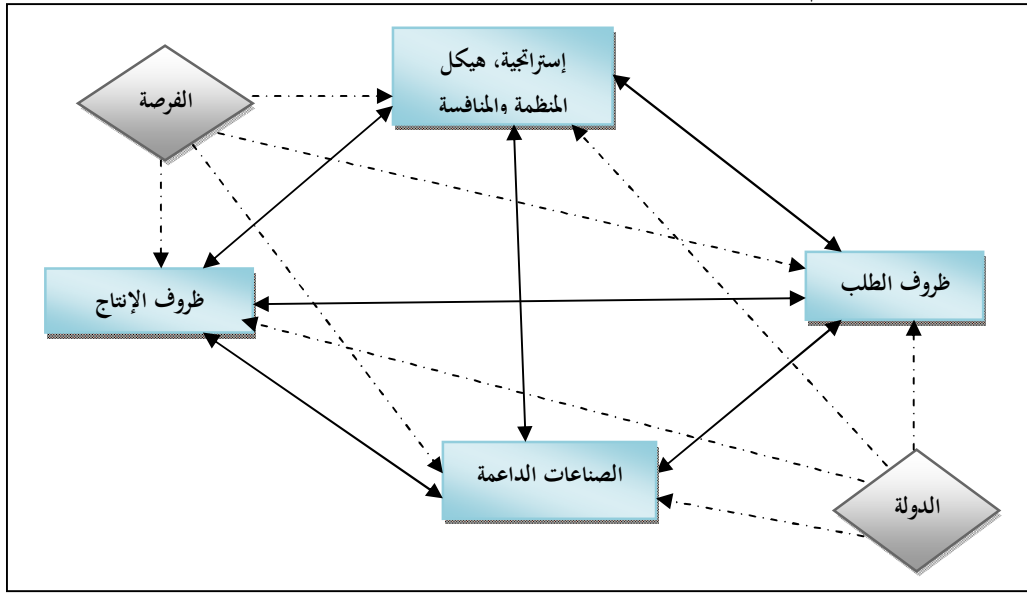 إستراتجية، هيكل
المنظمة والمنافسة
الفرصة
ظروف الطلب
ظروف الإنتاج
الصناعات الداعمة
الدولة